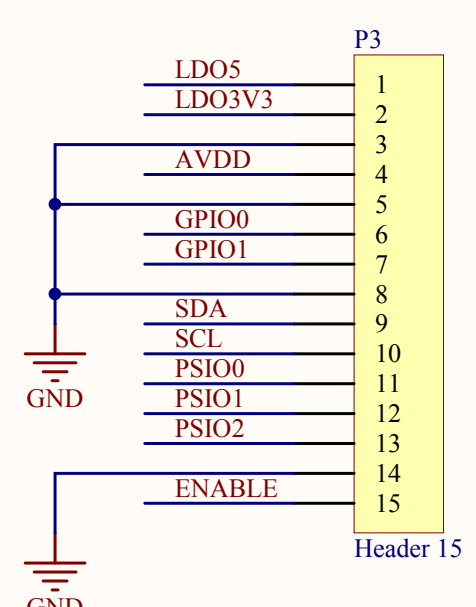 P3
LDO5
1
LDO3V3
2
3
AVDD
4
5
GPIO0
6
GPIO1
7
8
SDA
9
SCL
10
PSIO0
11
GND
PSIO1
12
PSIO2
13
14
ENABLE
15
Header 15
GND